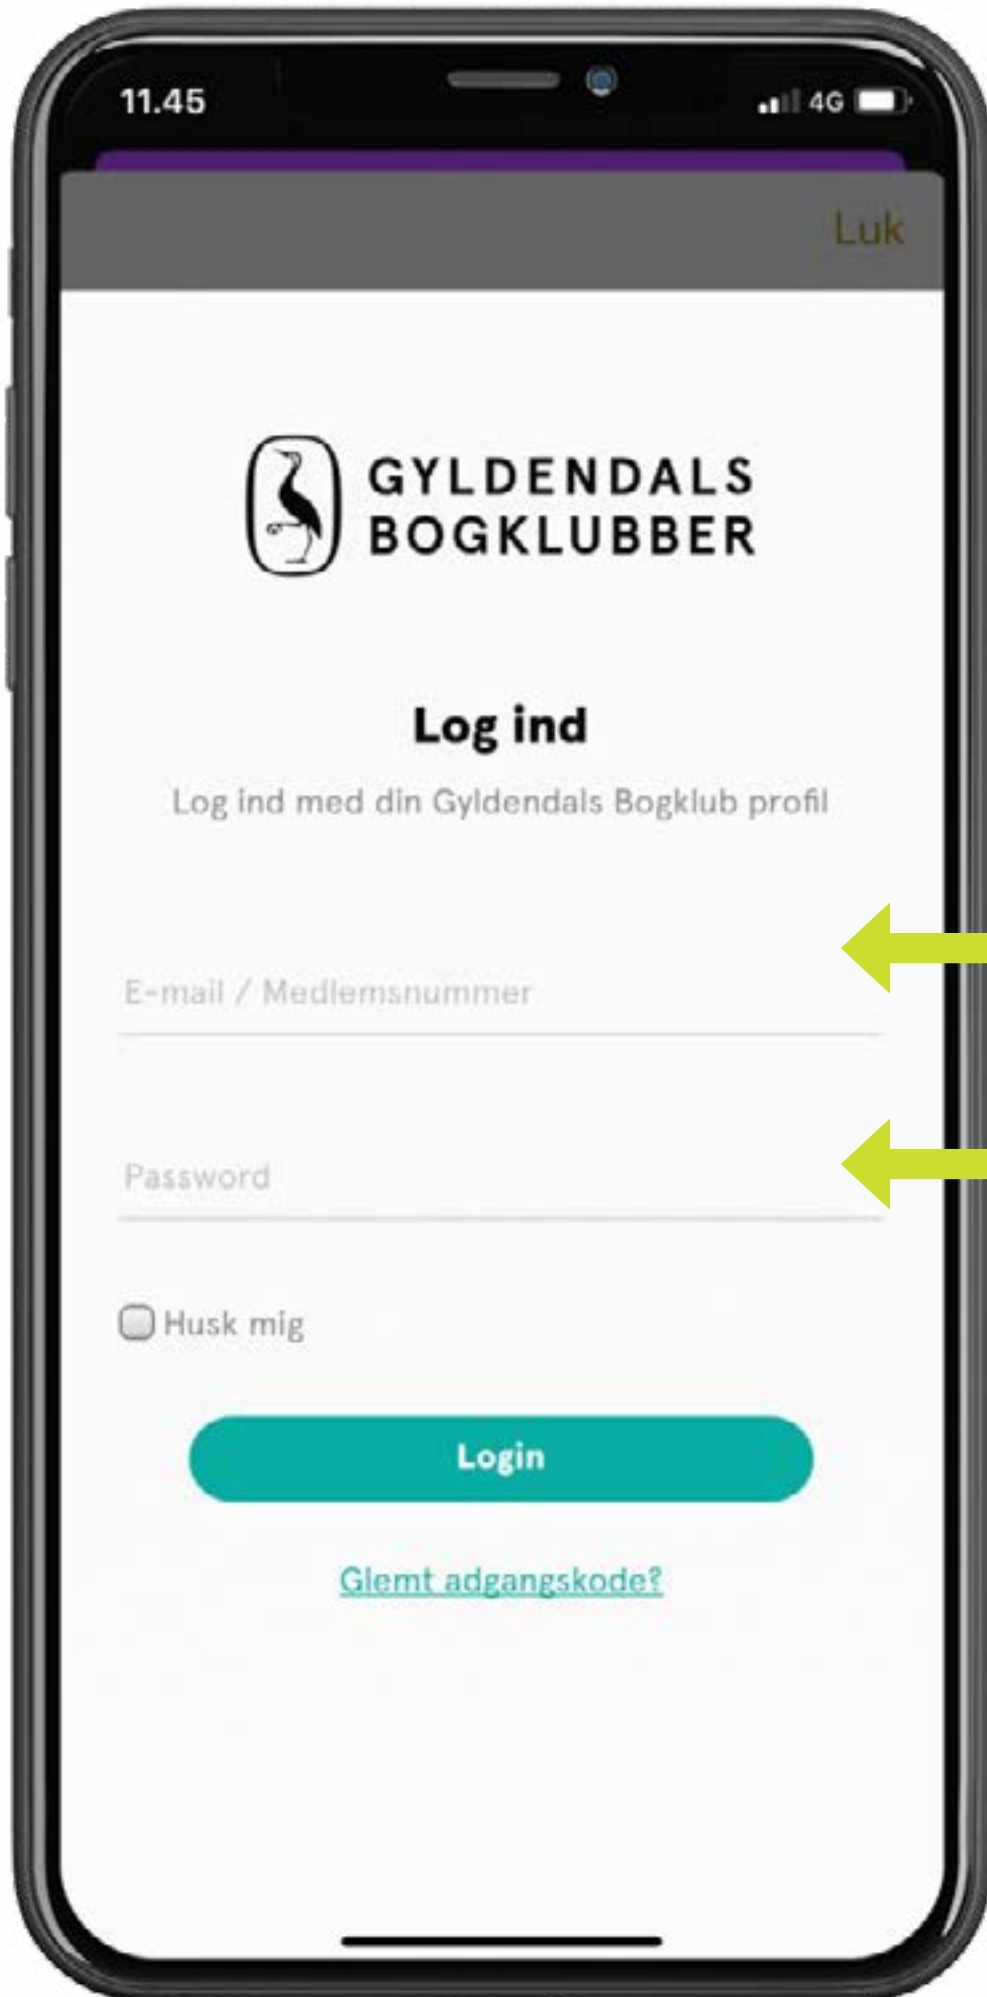 11.45
4G
Luk
GYLDENDALS
BOGKLUBBER
Log ind
Log ind med din Gyldendals Bogklub profil
E-mail / Medlemsnummer
Password
Husk mig
Login
Glemt adgangskode?